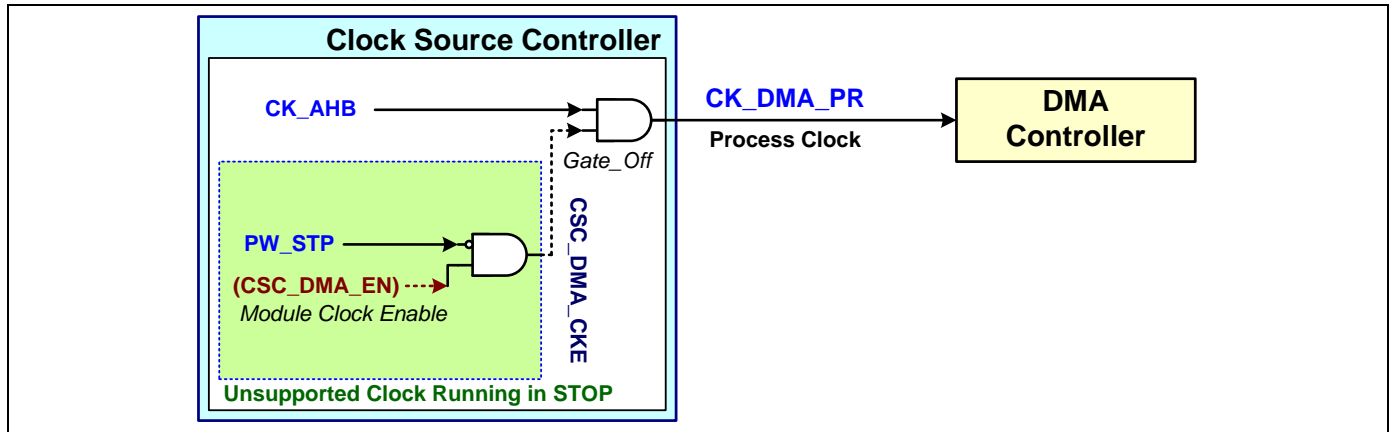 Clock Source Controller
CK_AHB
Gate_Off
PW_STP
(CSC_DMA_EN)
Module Clock Enable
CSC_DMA_CKE
Unsupported Clock Running in STOP
CK_DMA_PR
Process Clock
DMA
Controller